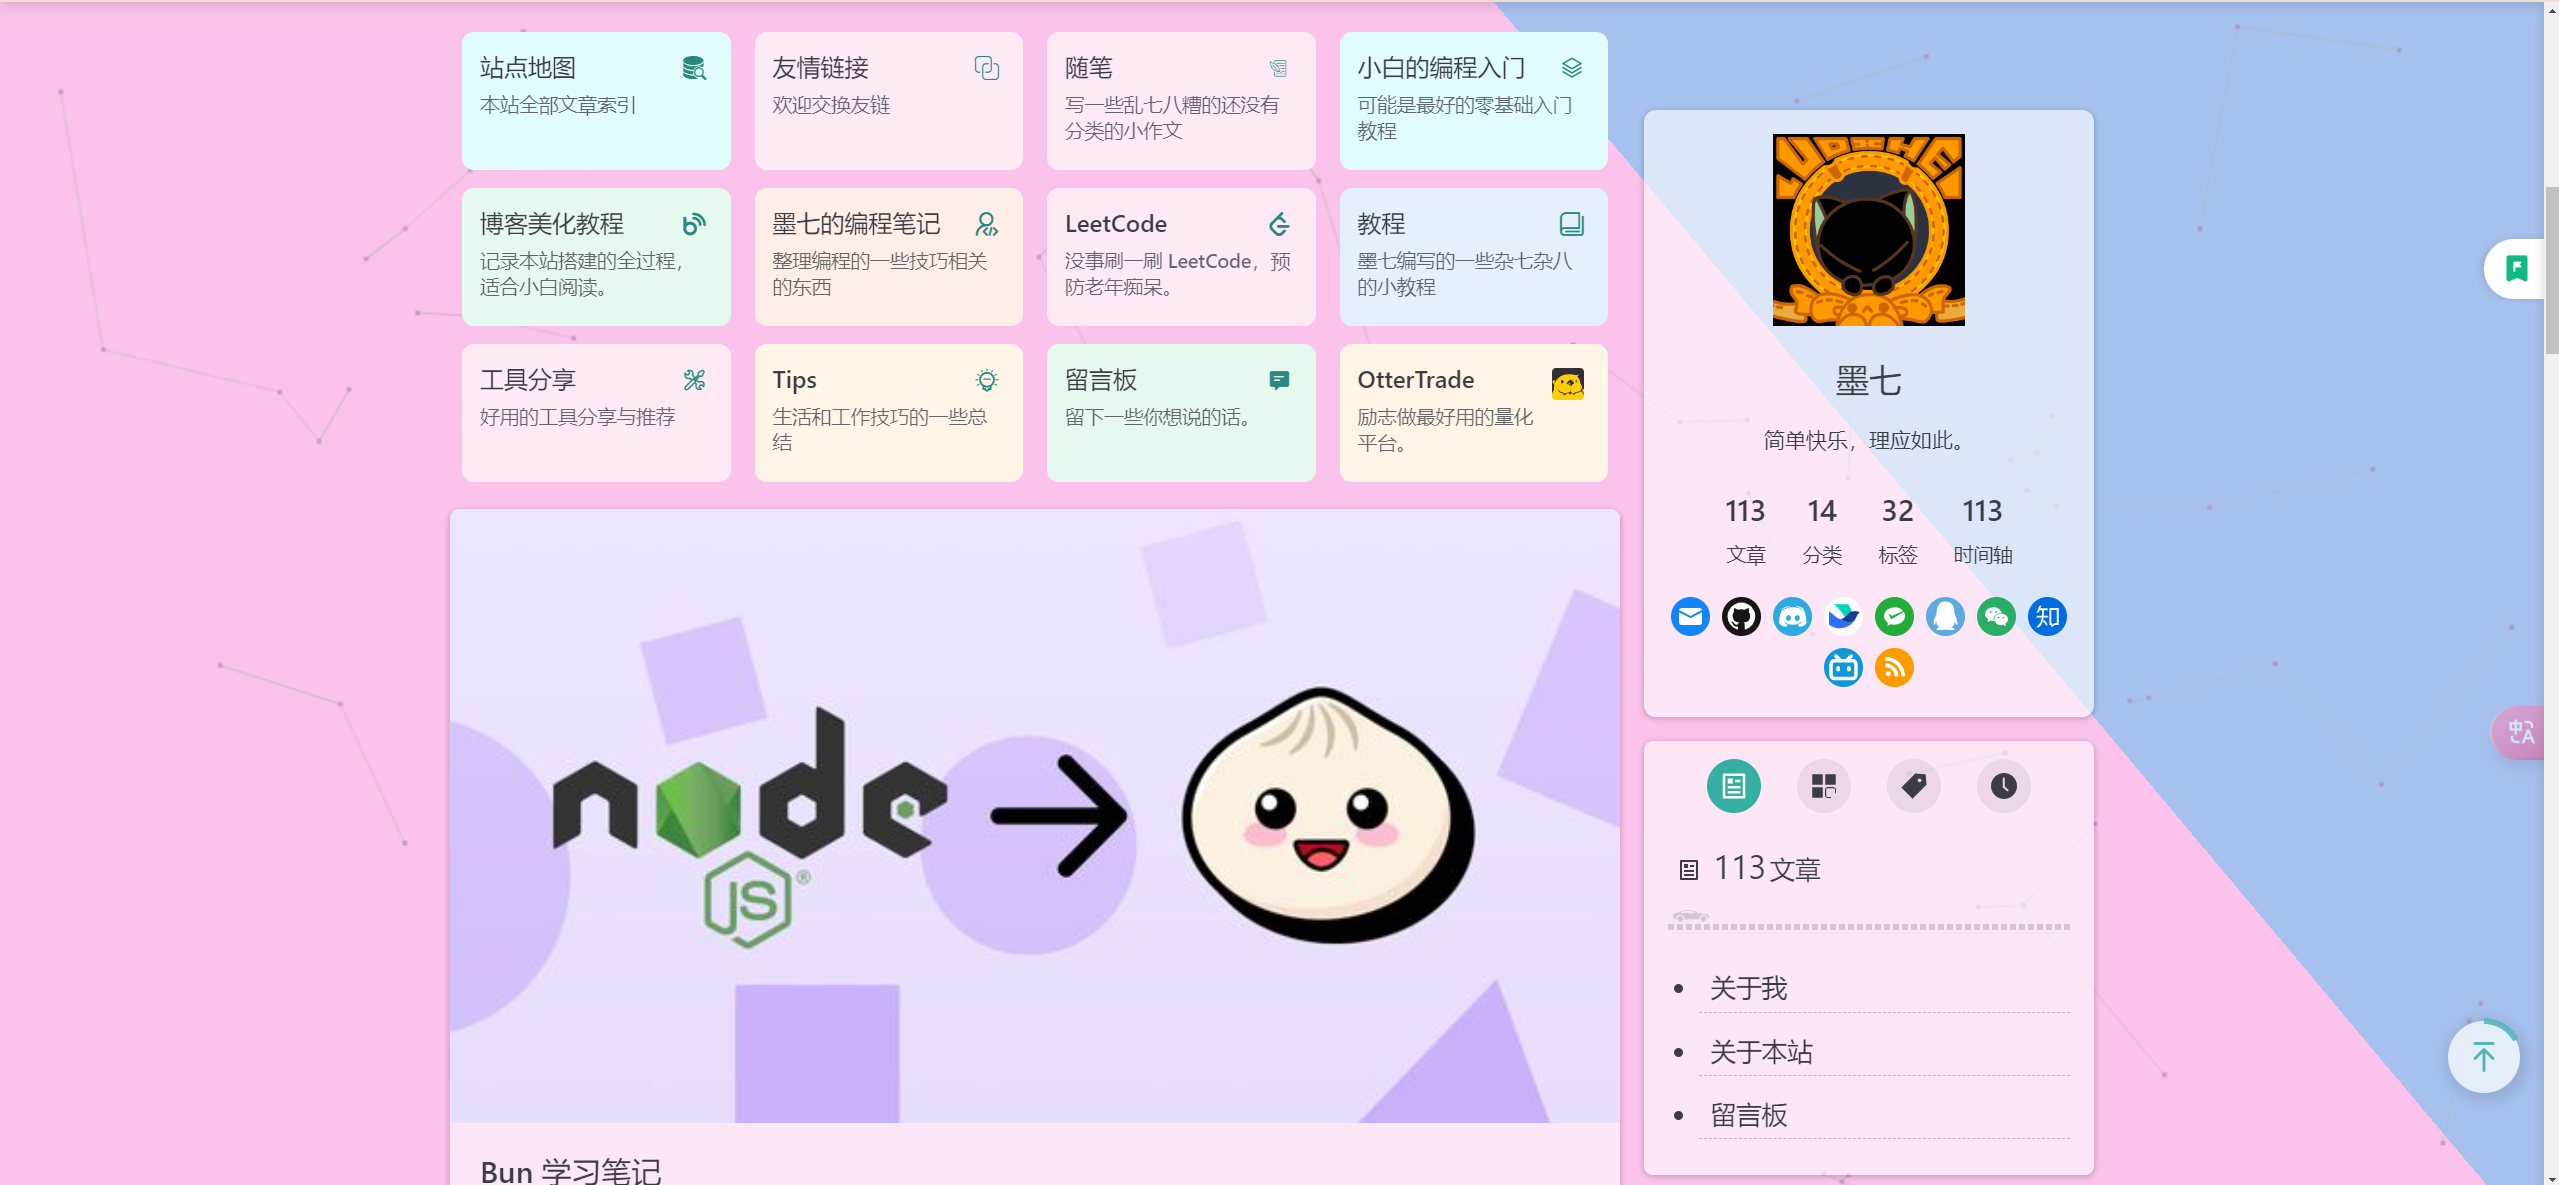 站点地图
本站全部文章索引
友情链接
欢迎交换友链
随笔
写一些乱七八糟的还没有
分类的小作文
小白的编程入门
可能是最好的零基础入门
教程
博客美化教程
记录本站搭建的全过程，
适合小白阅读。
墨七的编程笔记
整理编程的一些技巧相关
的东西
LeetCode
没事刷一刷 LeetCode，预
防老年痴呆。
教程
墨七编写的一些杂七杂八
的小教程
工具分享
好用的工具分享与推荐
Tips
生活和工作技巧的一些总
结
留言板
留下一些你想说的话。
OtterTrade
励志做最好用的量化
平台。
node
JS®
Bun 学习笔记
墨七
简单快乐，理应如此。
113 14 32 113
文章 分类 标签 时间轴
知
113 文章
关于我
关于本站
留言板
中A